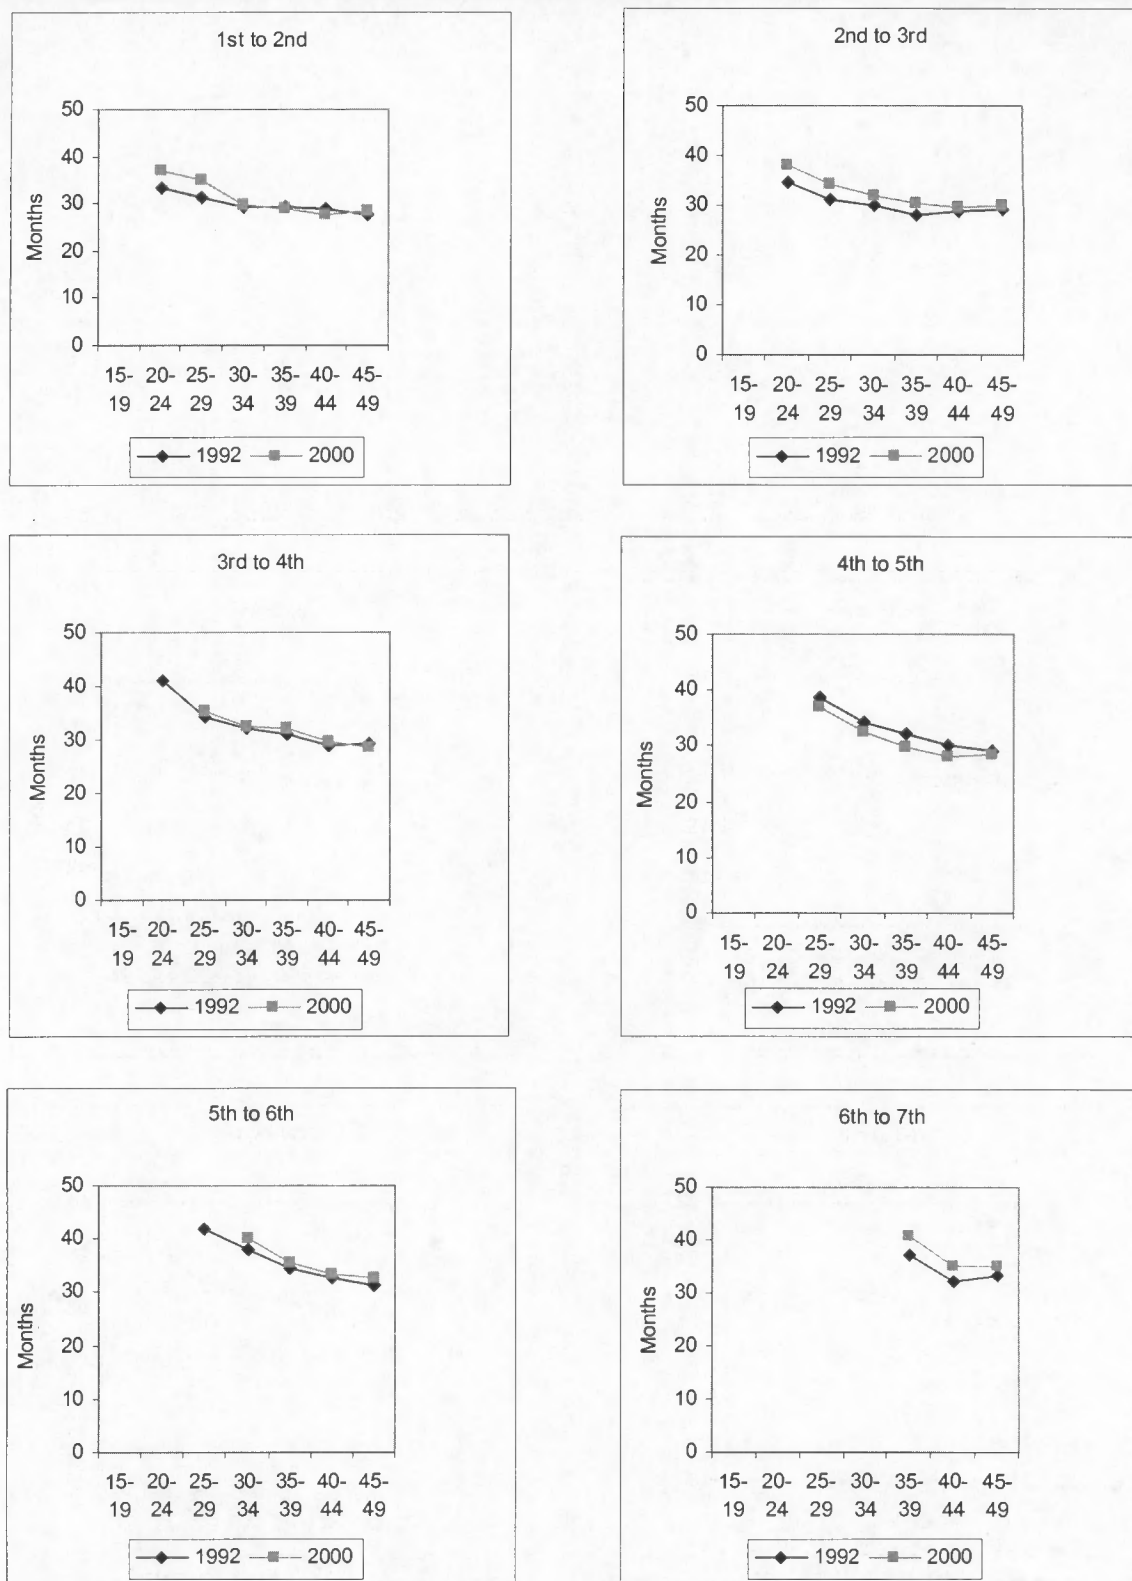 1st to 2nd
Months
50
40
30
20
10
0
15- 20- 25- 30- 35- 40- 45-
19 24 29 34 39 44 49
1992 2000
2nd to 3rd
Months
50
40
30
20
10
0
15- 20- 25- 30- 35- 40- 45-
19 24 29 34 39 44 49
1992 2000
3rd to 4th
Months
50
40
30
20
10
0
15- 20- 25- 30- 35- 40- 45-
19 24 29 34 39 44 49
1992 2000
4th to 5th
Months
50
40
30
20
10
0
15- 20- 25- 30- 35- 40- 45-
19 24 29 34 39 44 49
1992 2000
5th to 6th
Months
50
40
30
20
10
0
15- 20- 25- 30- 35- 40- 45-
19 24 29 34 39 44 49
1992 2000
6th to 7th
Months
50
40
30
20
10
0
15- 20- 25- 30- 35- 40- 45-
19 24 29 34 39 44 49
1992 2000